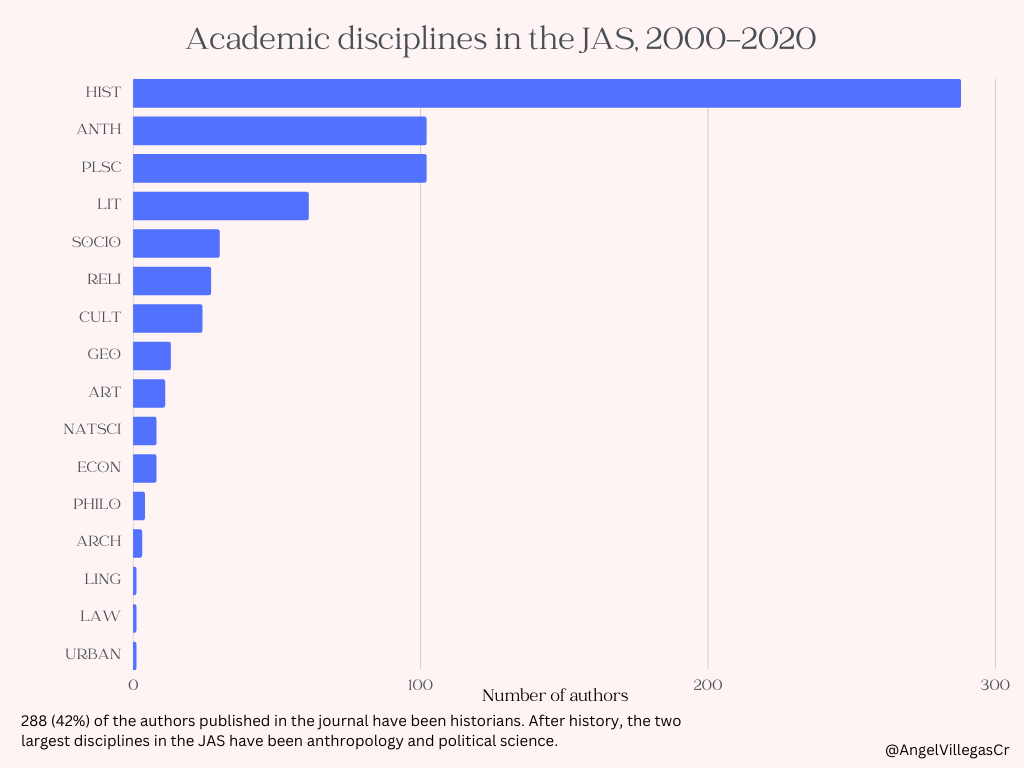 Academic disciplines in the JAS, 2000–2020
HIST
ANTH
PLSC
LIT
SOCIO
RELI
CULT
GEO
ART
NATSCI
ECON
PHILO
ARCH
LING
LAW
URBAN
0 100 200 300
Number of authors
288 (42%) of the authors published in the journal have been historians. After history, the two
largest disciplines in the JAS have been anthropology and political science.
@AngelVillegasCr